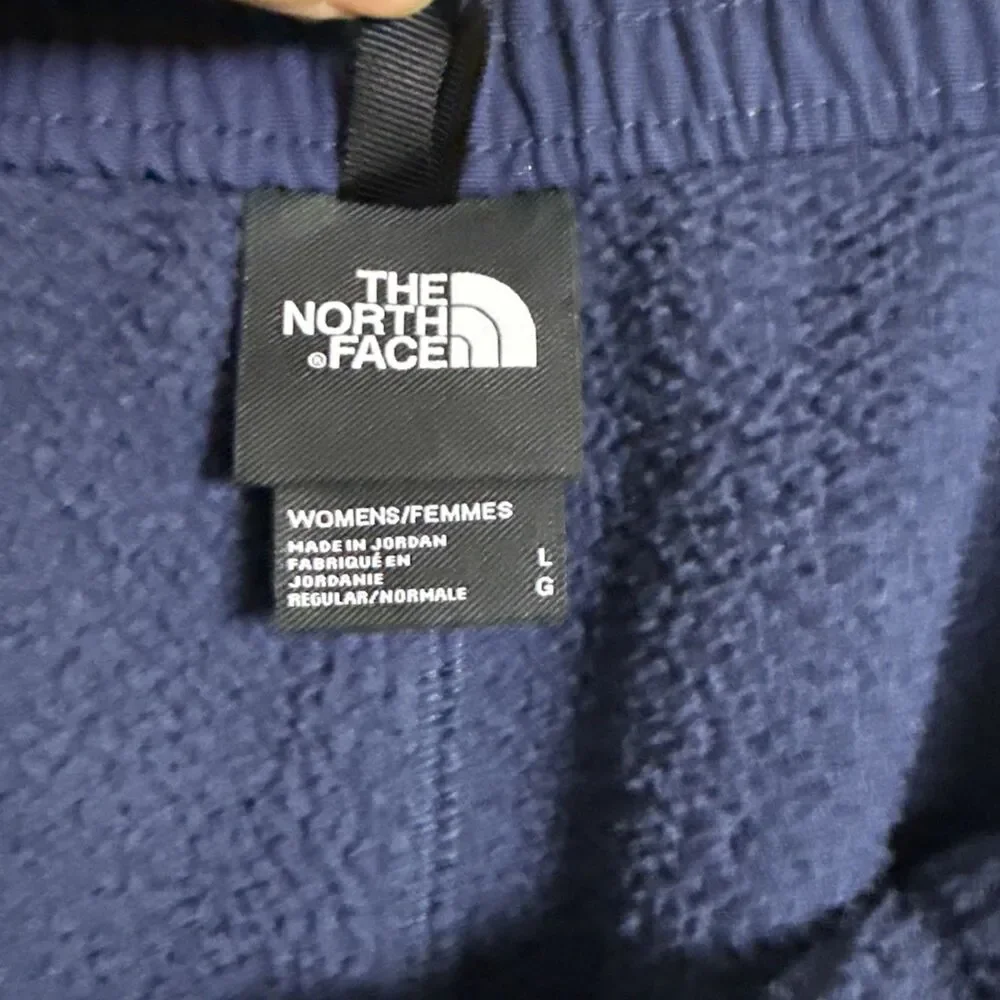 THE
NORTH
®FACE
WOMENS/FEMMES
MADE IN JORDAN
FABRIQUÉ EN
JORDANIE
REGULAR/NORMALE
L
G